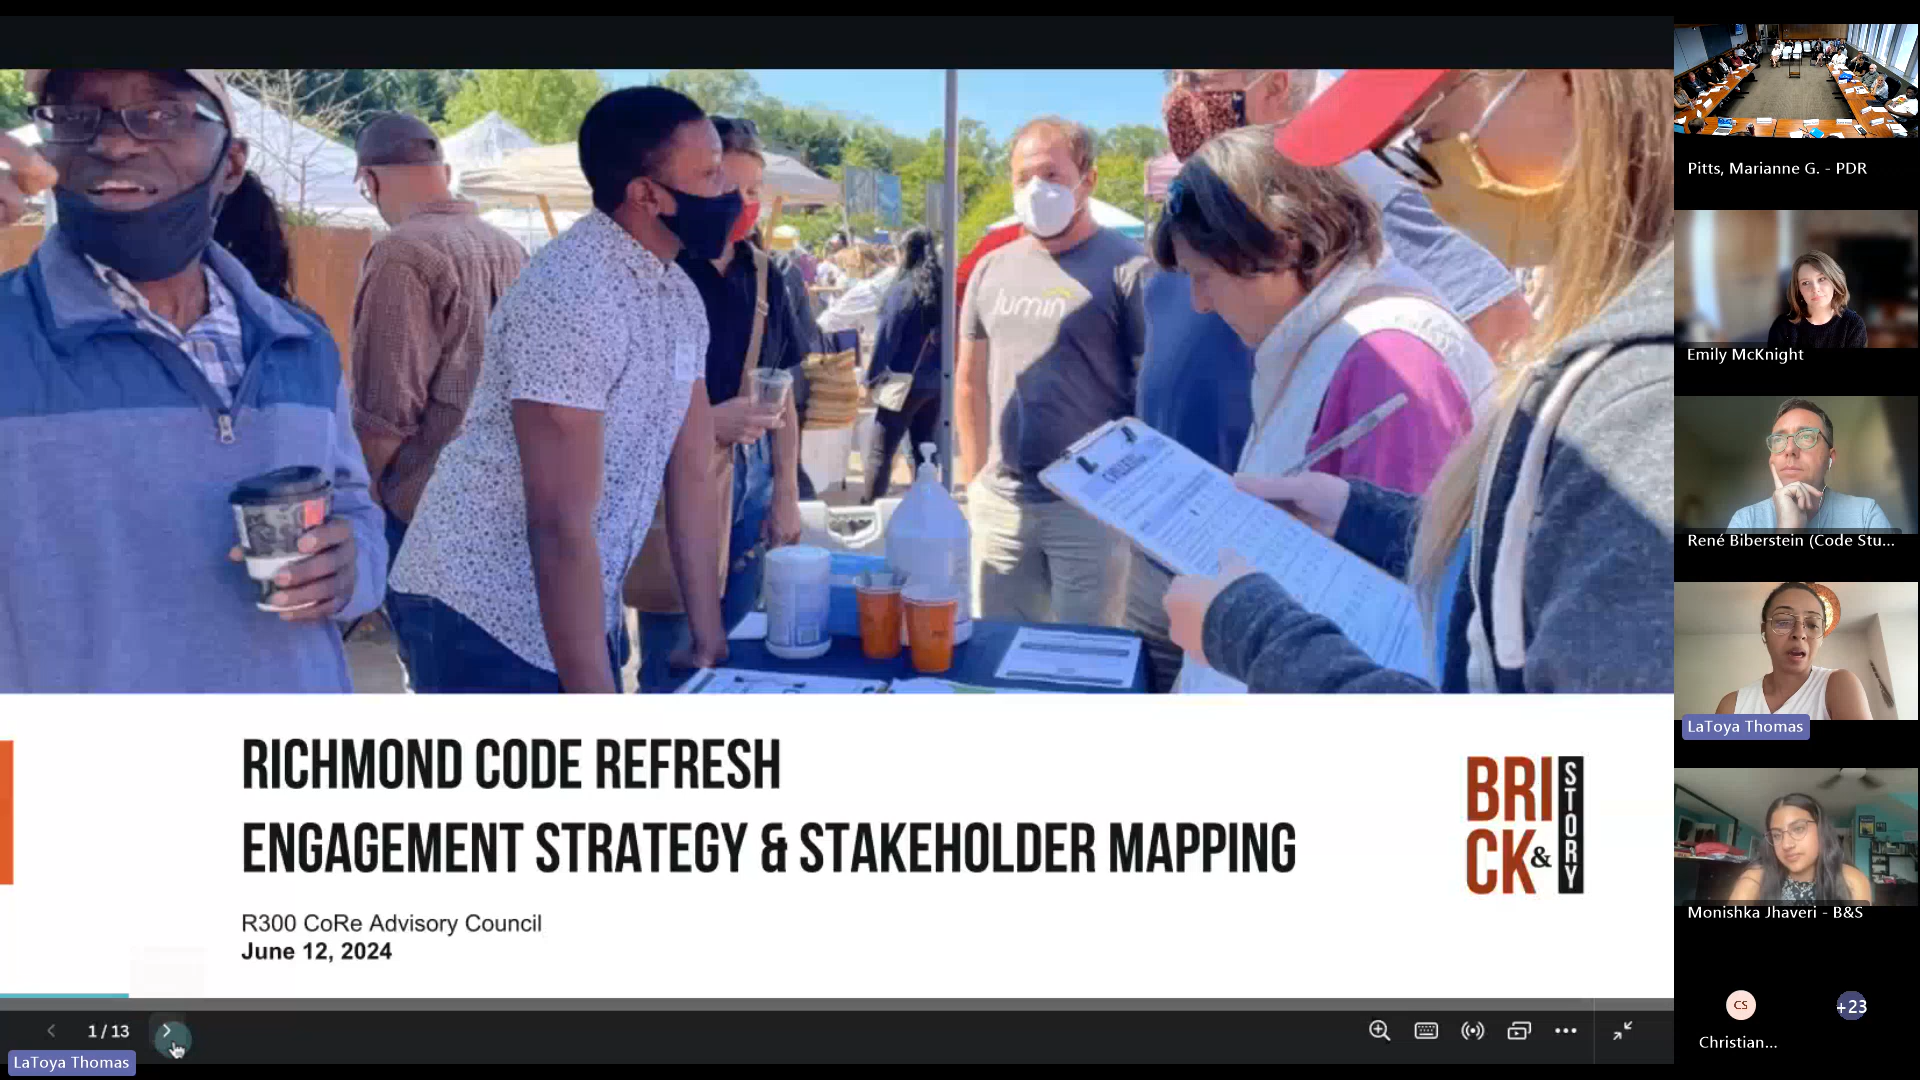 lumin
RICHMOND CODE REFRESH
ENGAGEMENT STRATEGY & STAKEHOLDER MAPPING
R300 CoRe Advisory Council
June 12, 2024
BRICK & STORY
1 / 13
LaToya Thomas
Pitts, Marianne G. - PDR
Emily McKnight
René Biberstein (Code Stu...
LaToya Thomas
Monishka Jhaveri - B&S
CS
+23
Christian...